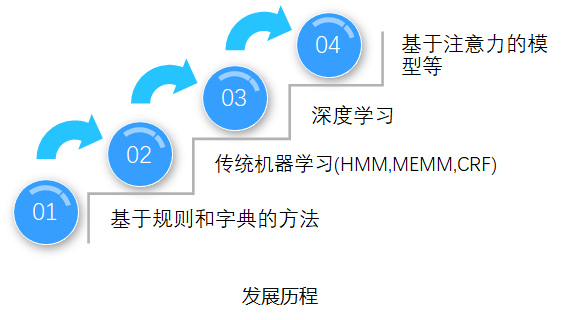 04
基于注意力的模
型等
03
深度学习
02
传统机器学习(HMM,MEMM,CRF)
01
基于规则和字典的方法
发展历程